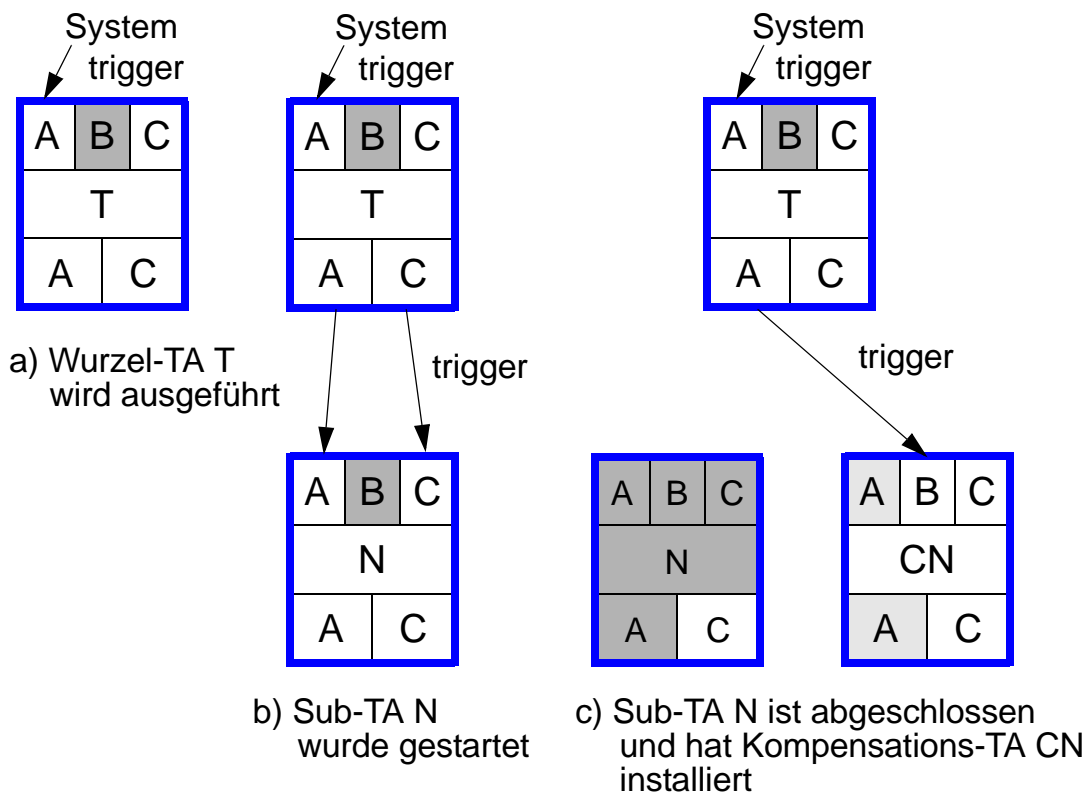 System
trigger
A B C
T
A C
a) Wurzel-TA T
wird ausgeführt
System
trigger
A B C
T
A C
trigger
A B C
N
A C
b) Sub-TA N
wurde gestartet
System
trigger
A B C
T
A C
trigger
A B C
N
A C
A B C
CN
A C
c) Sub-TA N ist abgeschlossen
und hat Kompensations-TA CN
installiert